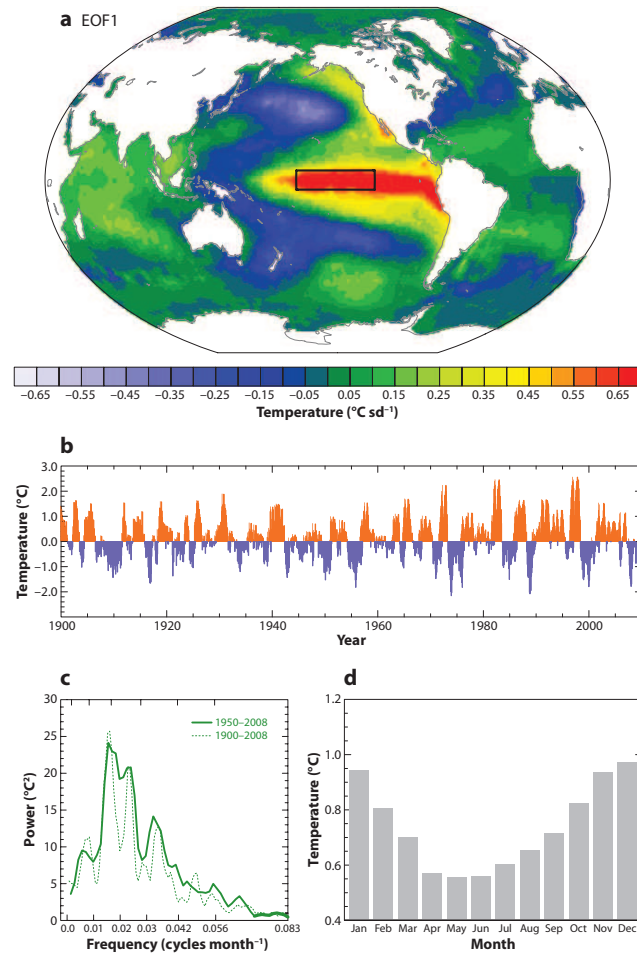 a EOF1
−0.65 −0.55 −0.45 −0.35 −0.25 −0.15 −0.05 0.05 0.15 0.25 0.35 0.45 0.55 0.65
Temperature (°C sd⁻¹)
b
Temperature (°C)
3.0
2.0
1.0
0.0
−1.0
−2.0
1900 1920 1940 1960 1980 2000
Year
c
Power (°C²)
30
25
20
15
10
5
0
1950–2008
1900–2008
0.0 0.01 0.02 0.03 0.042 0.056 0.083
Frequency (cycles month⁻¹)
d
Temperature (°C)
1.2
1.0
0.8
0.6
0.4
Jan Feb Mar Apr May Jun Jul Aug Sep Oct Nov Dec
Month